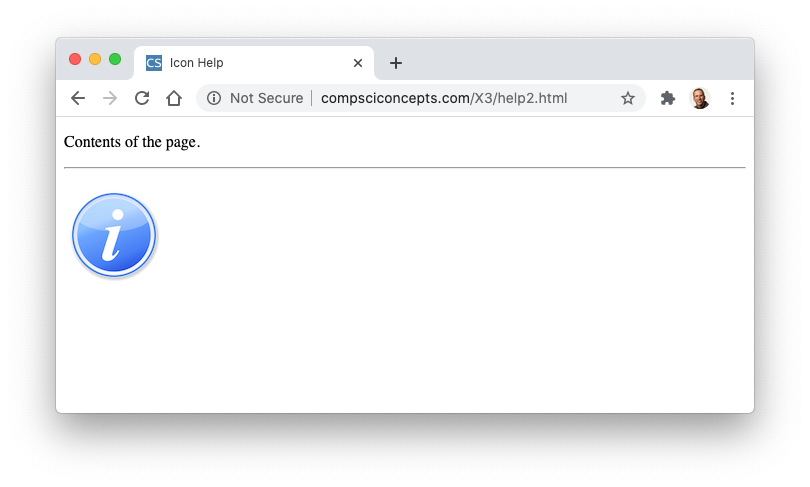 CS Icon Help
Not Secure | compsciconcepts.com/X3/help2.html
Contents of the page.
i